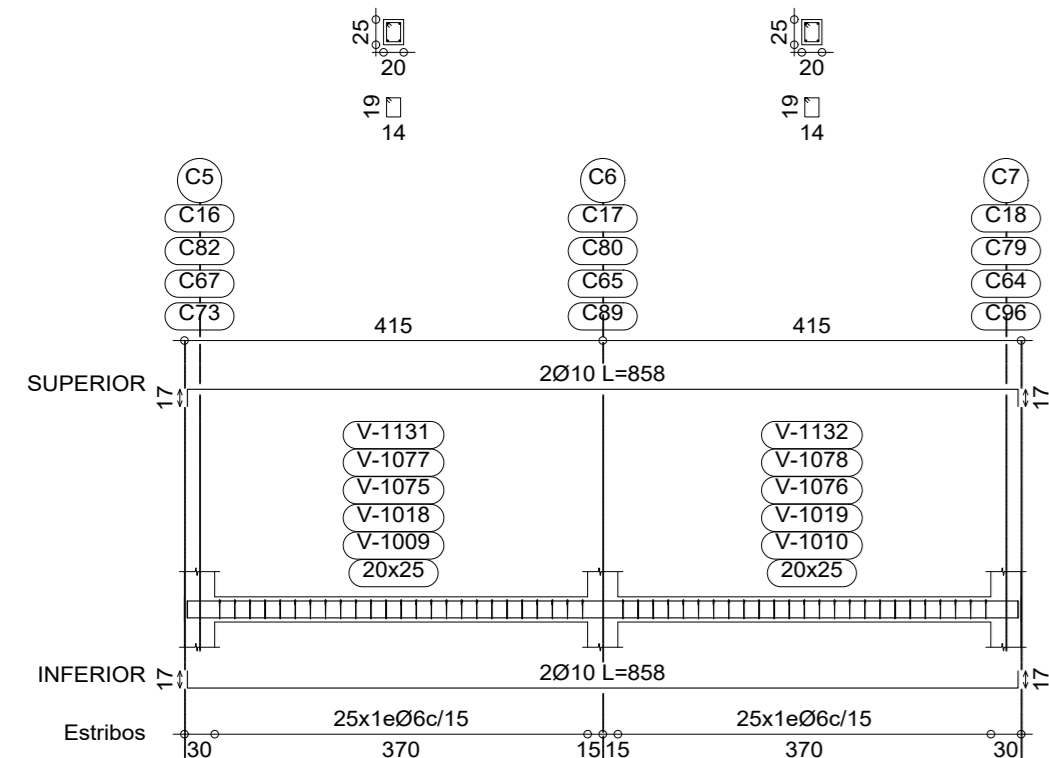 25
20
25
20
19
14
19
14
C5
C6
C7
C16
C17
C18
C82
C80
C79
C67
C65
C64
C73
C89
C96
415
415
2Ø10 L=858
SUPERIOR
17
17
V-1131
V-1132
V-1077
V-1078
V-1075
V-1076
V-1018
V-1019
V-1009
V-1010
20x25
20x25
INFERIOR
17
2Ø10 L=858
17
Estribos
25x1eØ6c/15
25x1eØ6c/15
30
370
15
15
370
30